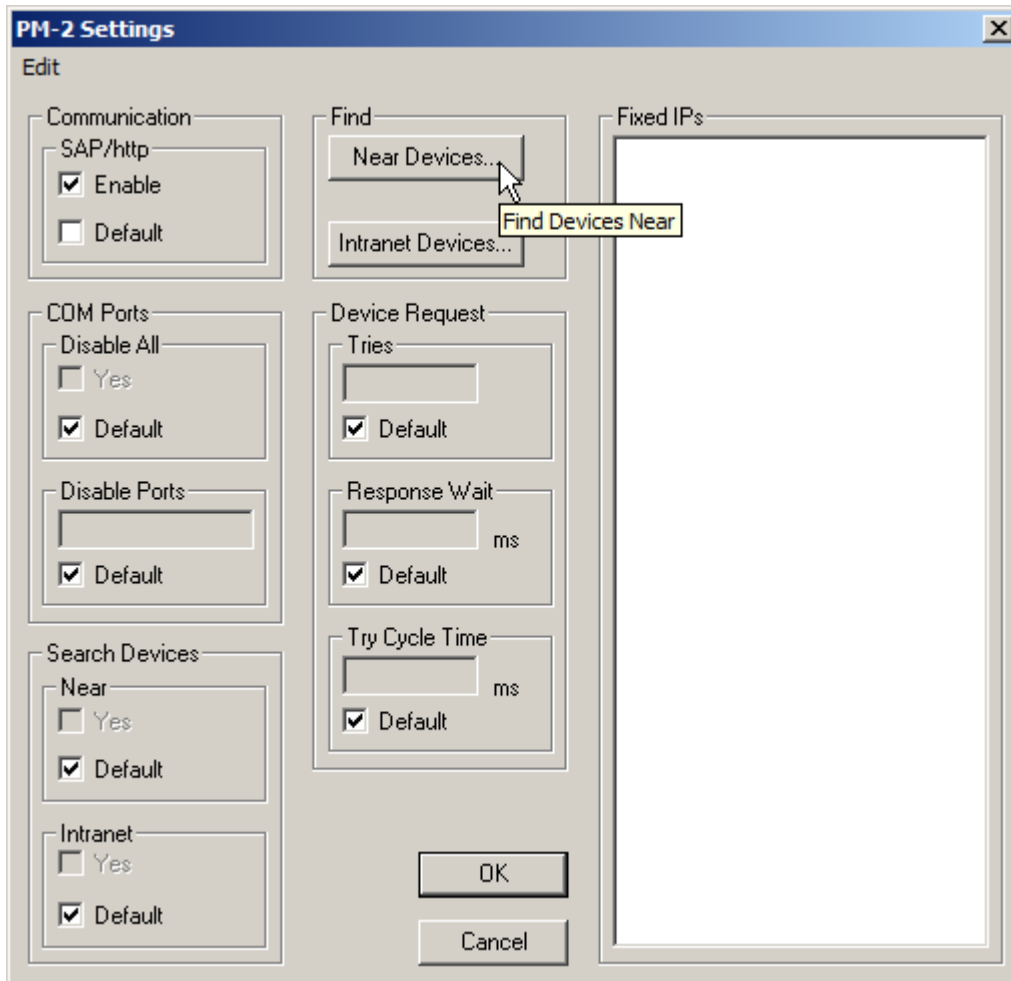 PM-2 Settings
Edit
Communication
SAP/http
Enable
Default
COM Ports
Disable All
Yes
Default
Disable Ports
Default
Search Devices
Near
Yes
Default
Intranet
Yes
Default
Find
Near Devices...
Find Devices Near
Intranet Devices...
Device Request
Tries
Default
Response Wait
ms
Default
Try Cycle Time
ms
Default
OK
Cancel
Fixed IPs